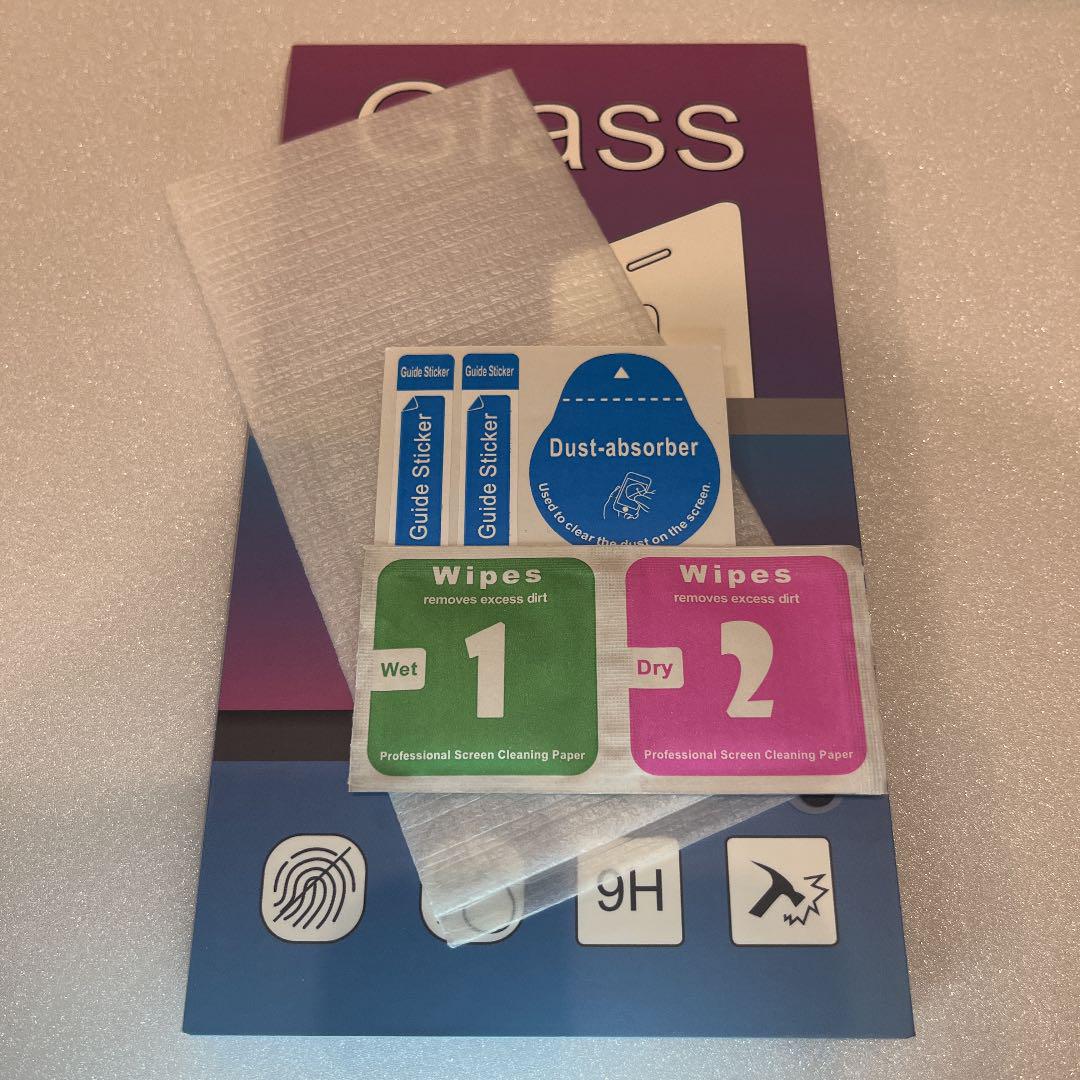 Glass
Guide Sticker
Guide Sticker
Guide Sticker
Guide Sticker
Dust-absorber
Used to clear the dust on the screen.
Wipes
removes excess dirt
1
Wet
Professional Screen Cleaning Paper
Wipes
removes excess dirt
2
Dry
Professional Screen Cleaning Paper
9H